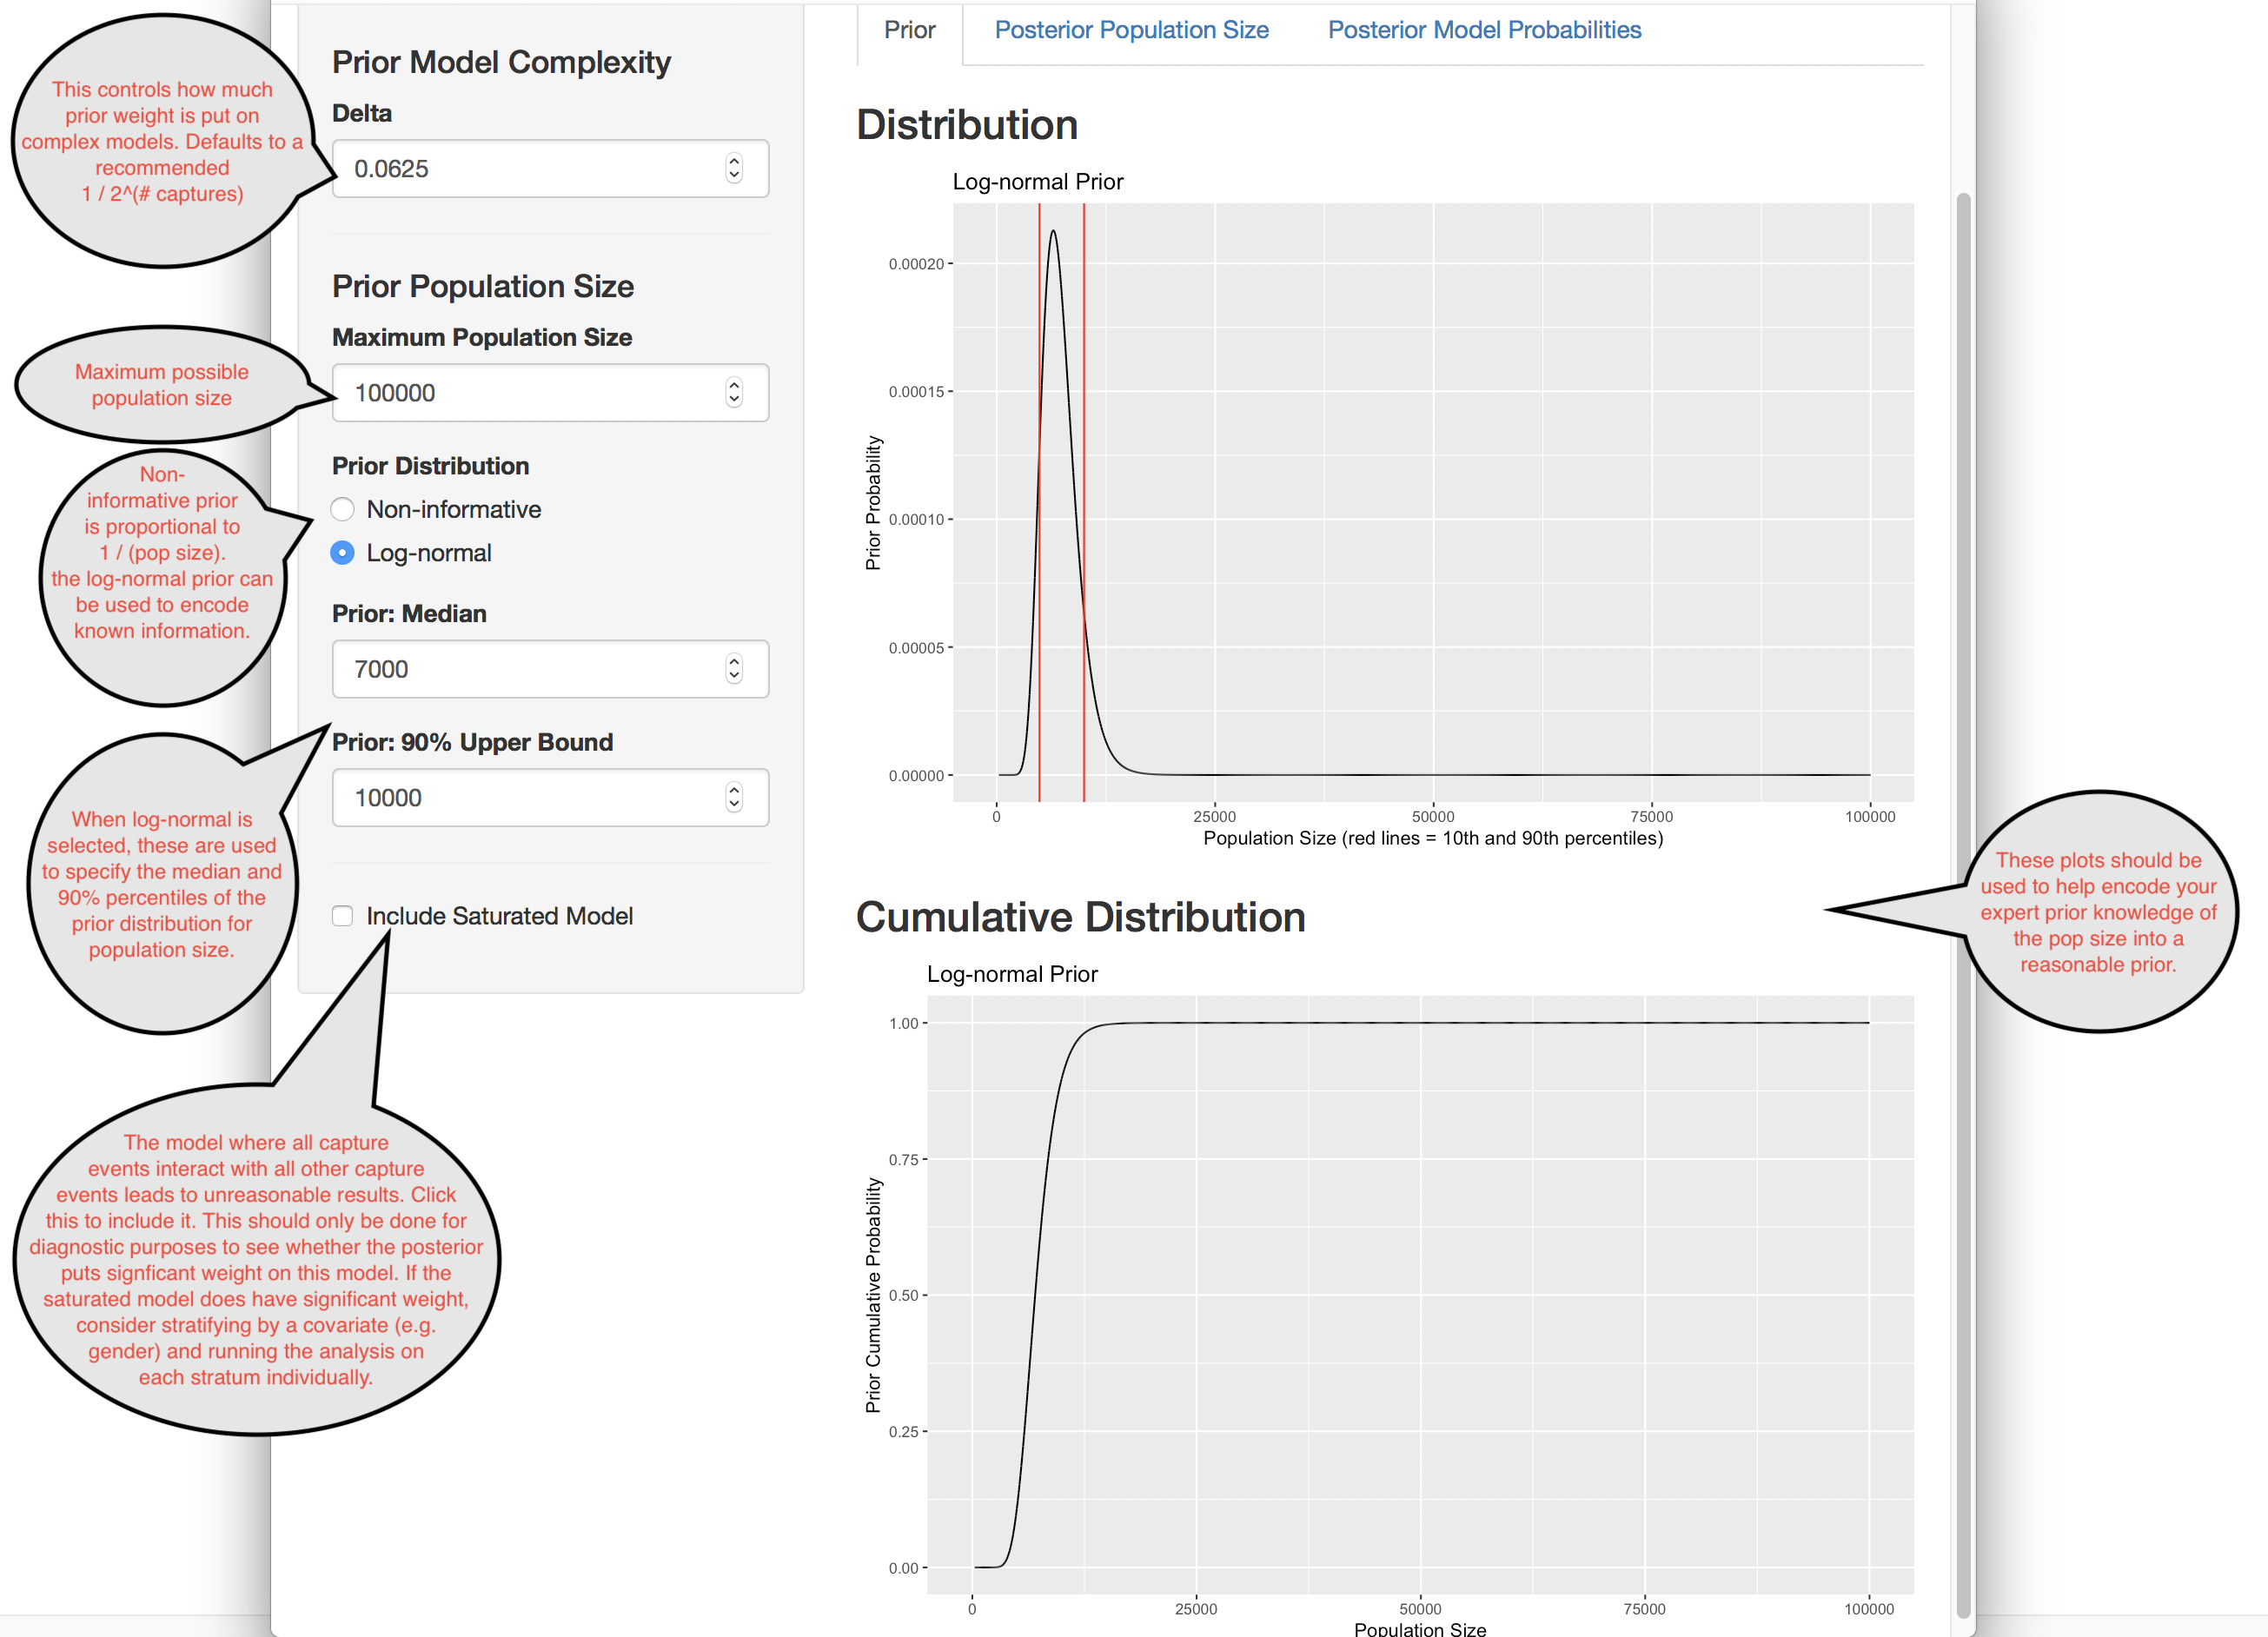 Prior
Posterior Population Size
Posterior Model Probabilities
This controls how much
prior weight is put on
complex models. Defaults to a
recommended
1 / 2^(# captures)
Prior Model Complexity
Delta
0.0625
Prior Population Size
Maximum Population Size
100000
Maximum possible
population size
Prior Distribution
Non-informative
Log-normal
Non-
informative prior
is proportional to
1 / (pop size).
the log-normal prior can
be used to encode
known information.
Prior: Median
7000
Prior: 90% Upper Bound
10000
When log-normal is
selected, these are used
to specify the median and
90% percentiles of the
prior distribution for
population size.
Include Saturated Model
The model where all capture
events interact with all other capture
events leads to unreasonable results. Click
this to include it. This should only be done for
diagnostic purposes to see whether the posterior
puts signficant weight on this model. If the
saturated model does have significant weight,
consider stratifying by a covariate (e.g.
gender) and running the analysis on
each stratum individually.
Distribution
Log-normal Prior
0.00020
0.00015
0.00010
0.00005
0.00000
Prior Probability
0
25000
50000
75000
100000
Population Size (red lines = 10th and 90th percentiles)
These plots should be
used to help encode your
expert prior knowledge of
the pop size into a
reasonable prior.
Cumulative Distribution
Log-normal Prior
1.00
0.75
0.50
0.25
0.00
Prior Cumulative Probability
0
25000
50000
75000
100000
Population Size